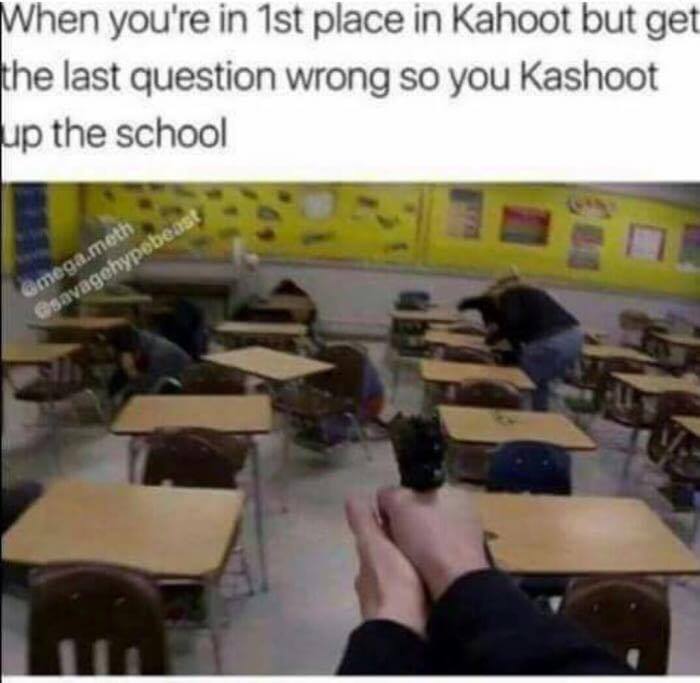 When you're in 1st place in Kahoot but get
the last question wrong so you Kashoot
up the school
@mega.meth
@savagehypebeast